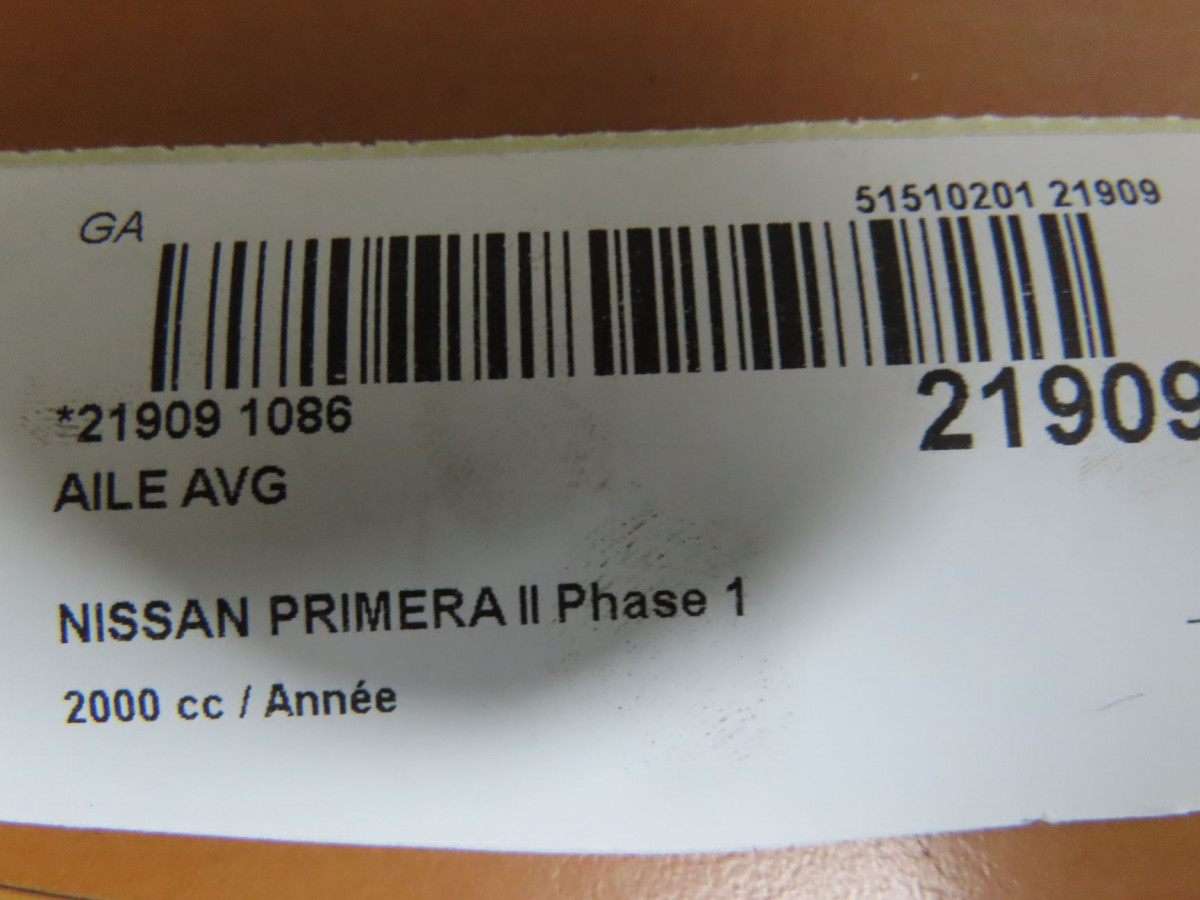 51510201 21909
GA
*21909 1086
21909
AILE AVG
NISSAN PRIMERA II Phase 1
2000 cc / Année